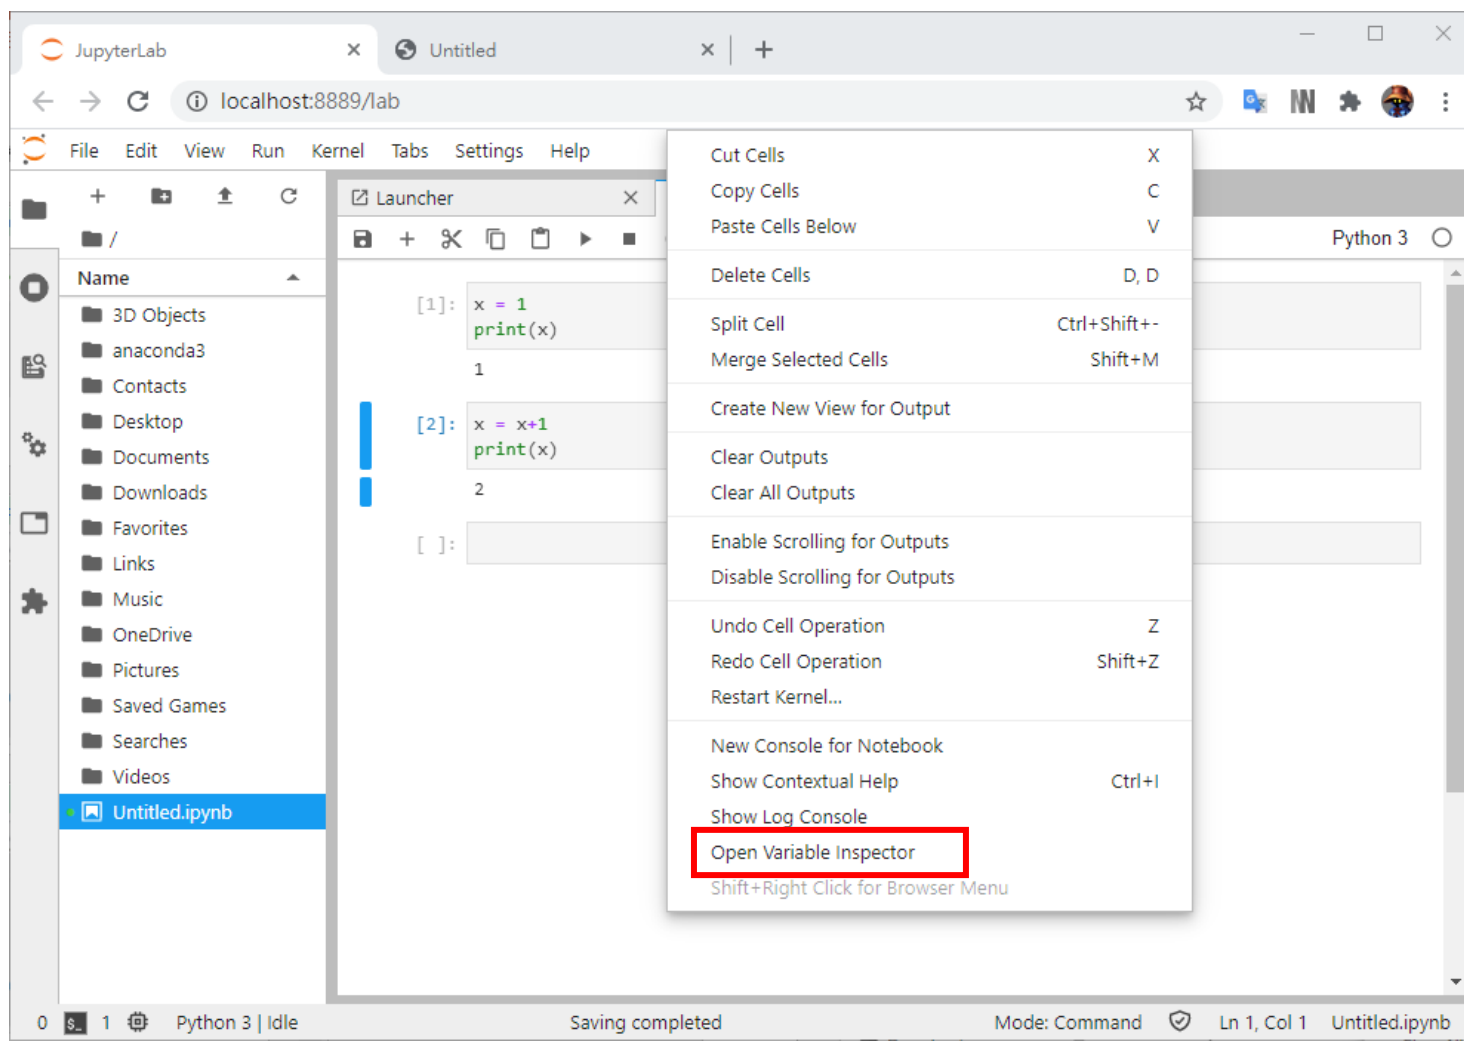 JupyterLab
Untitled
localhost:8889/lab
File Edit View Run Kernel Tabs Settings Help
Launcher
/
Python 3
Name
3D Objects
anaconda3
Contacts
Desktop
Documents
Downloads
Favorites
Links
Music
OneDrive
Pictures
Saved Games
Searches
Videos
Untitled.ipynb
[1]: x = 1
print(x)
1
[2]: x = x+1
print(x)
2
[ ]:
Cut Cells X
Copy Cells C
Paste Cells Below V
Delete Cells D, D
Split Cell Ctrl+Shift+-
Merge Selected Cells Shift+M
Create New View for Output
Clear Outputs
Clear All Outputs
Enable Scrolling for Outputs
Disable Scrolling for Outputs
Undo Cell Operation Z
Redo Cell Operation Shift+Z
Restart Kernel...
New Console for Notebook
Show Contextual Help Ctrl+I
Show Log Console
Open Variable Inspector
Shift+Right Click for Browser Menu
0 $_ 1 Python 3 | Idle Saving completed Mode: Command Ln 1, Col 1 Untitled.ipynb